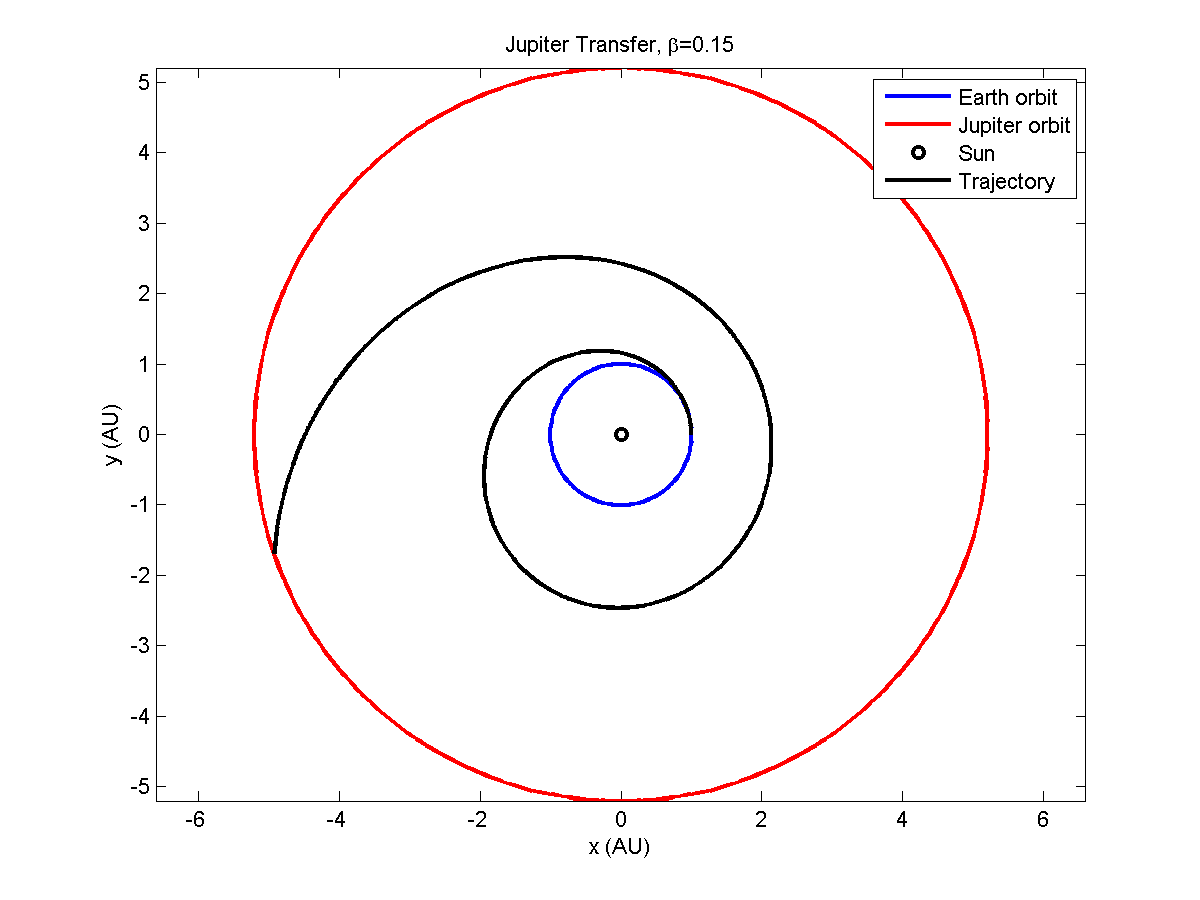 Jupiter Transfer, β=0.15
Earth orbit
Jupiter orbit
Sun
Trajectory
5
4
3
2
1
0
-1
-2
-3
-4
-5
y (AU)
-6 -4 -2 0 2 4 6
x (AU)